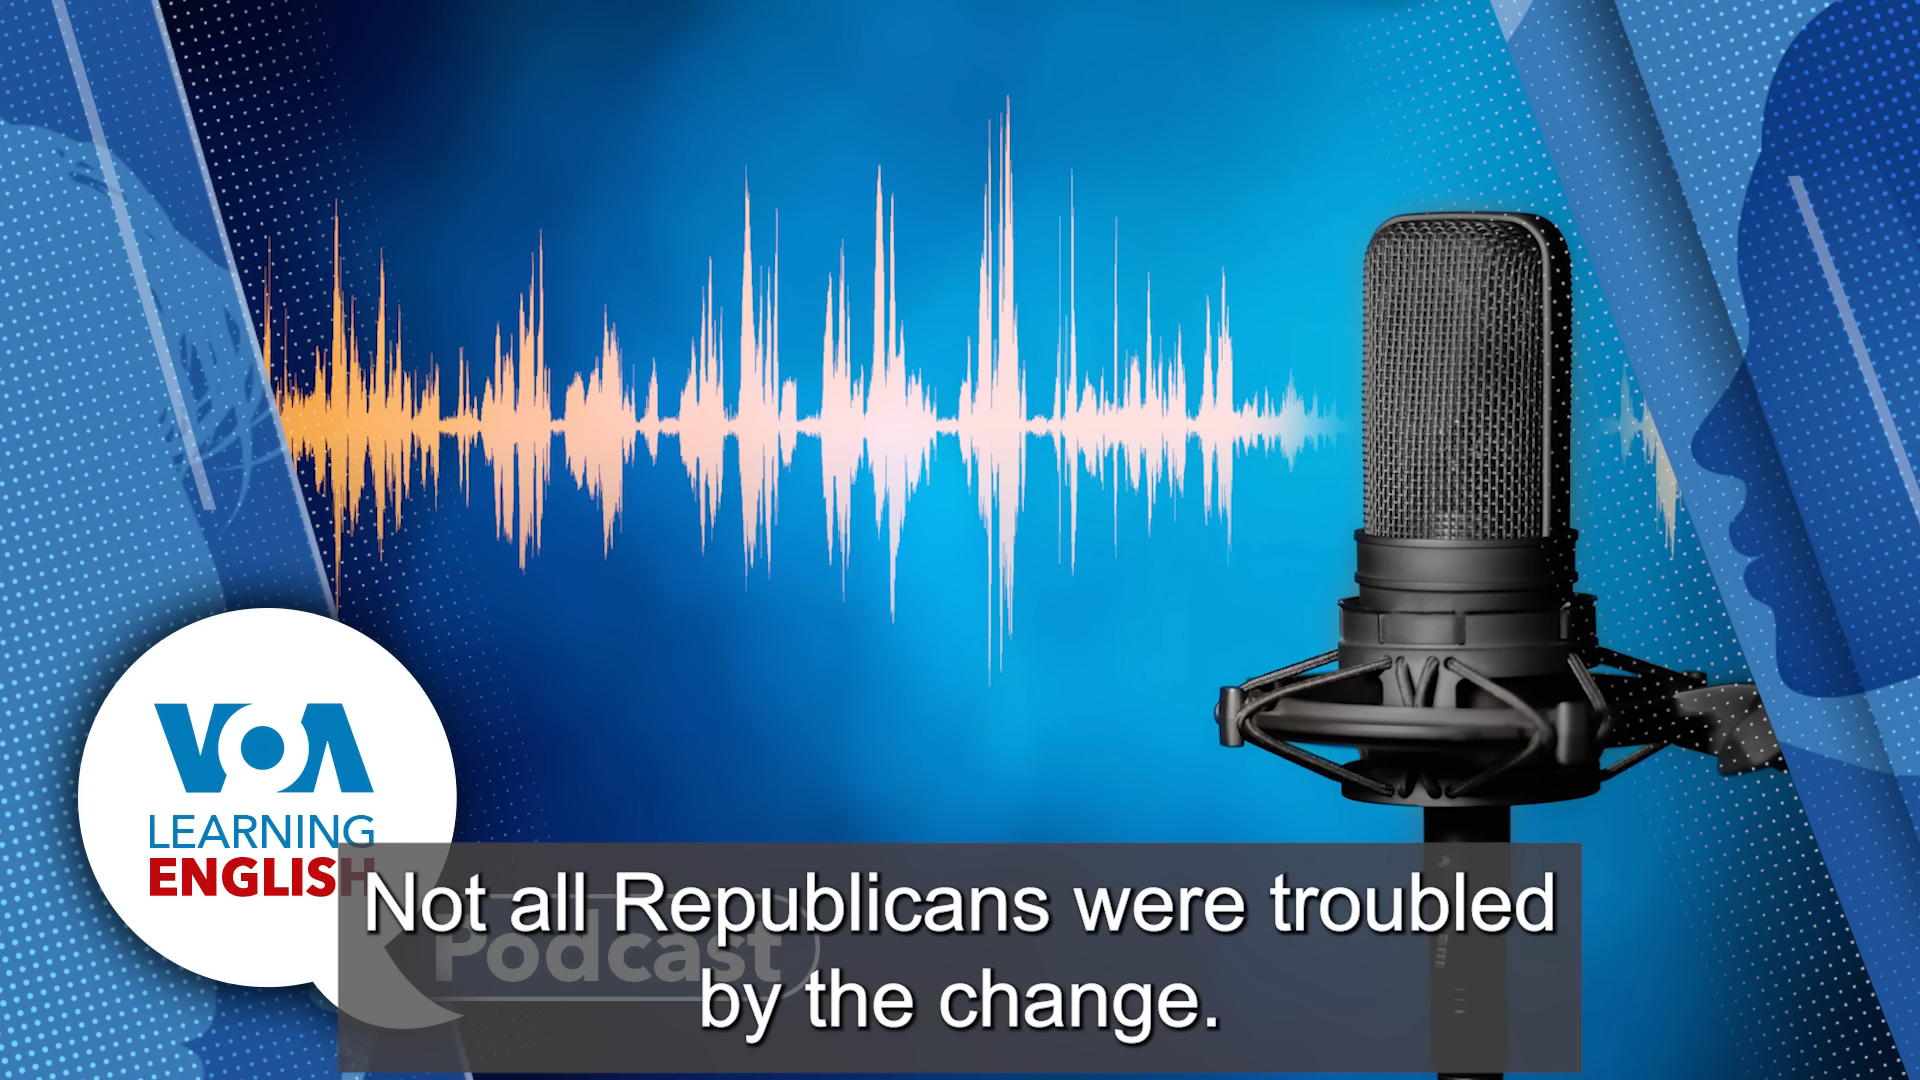 VOA
LEARNING
ENGLISH
Podcast
Not all Republicans were troubled
by the change.